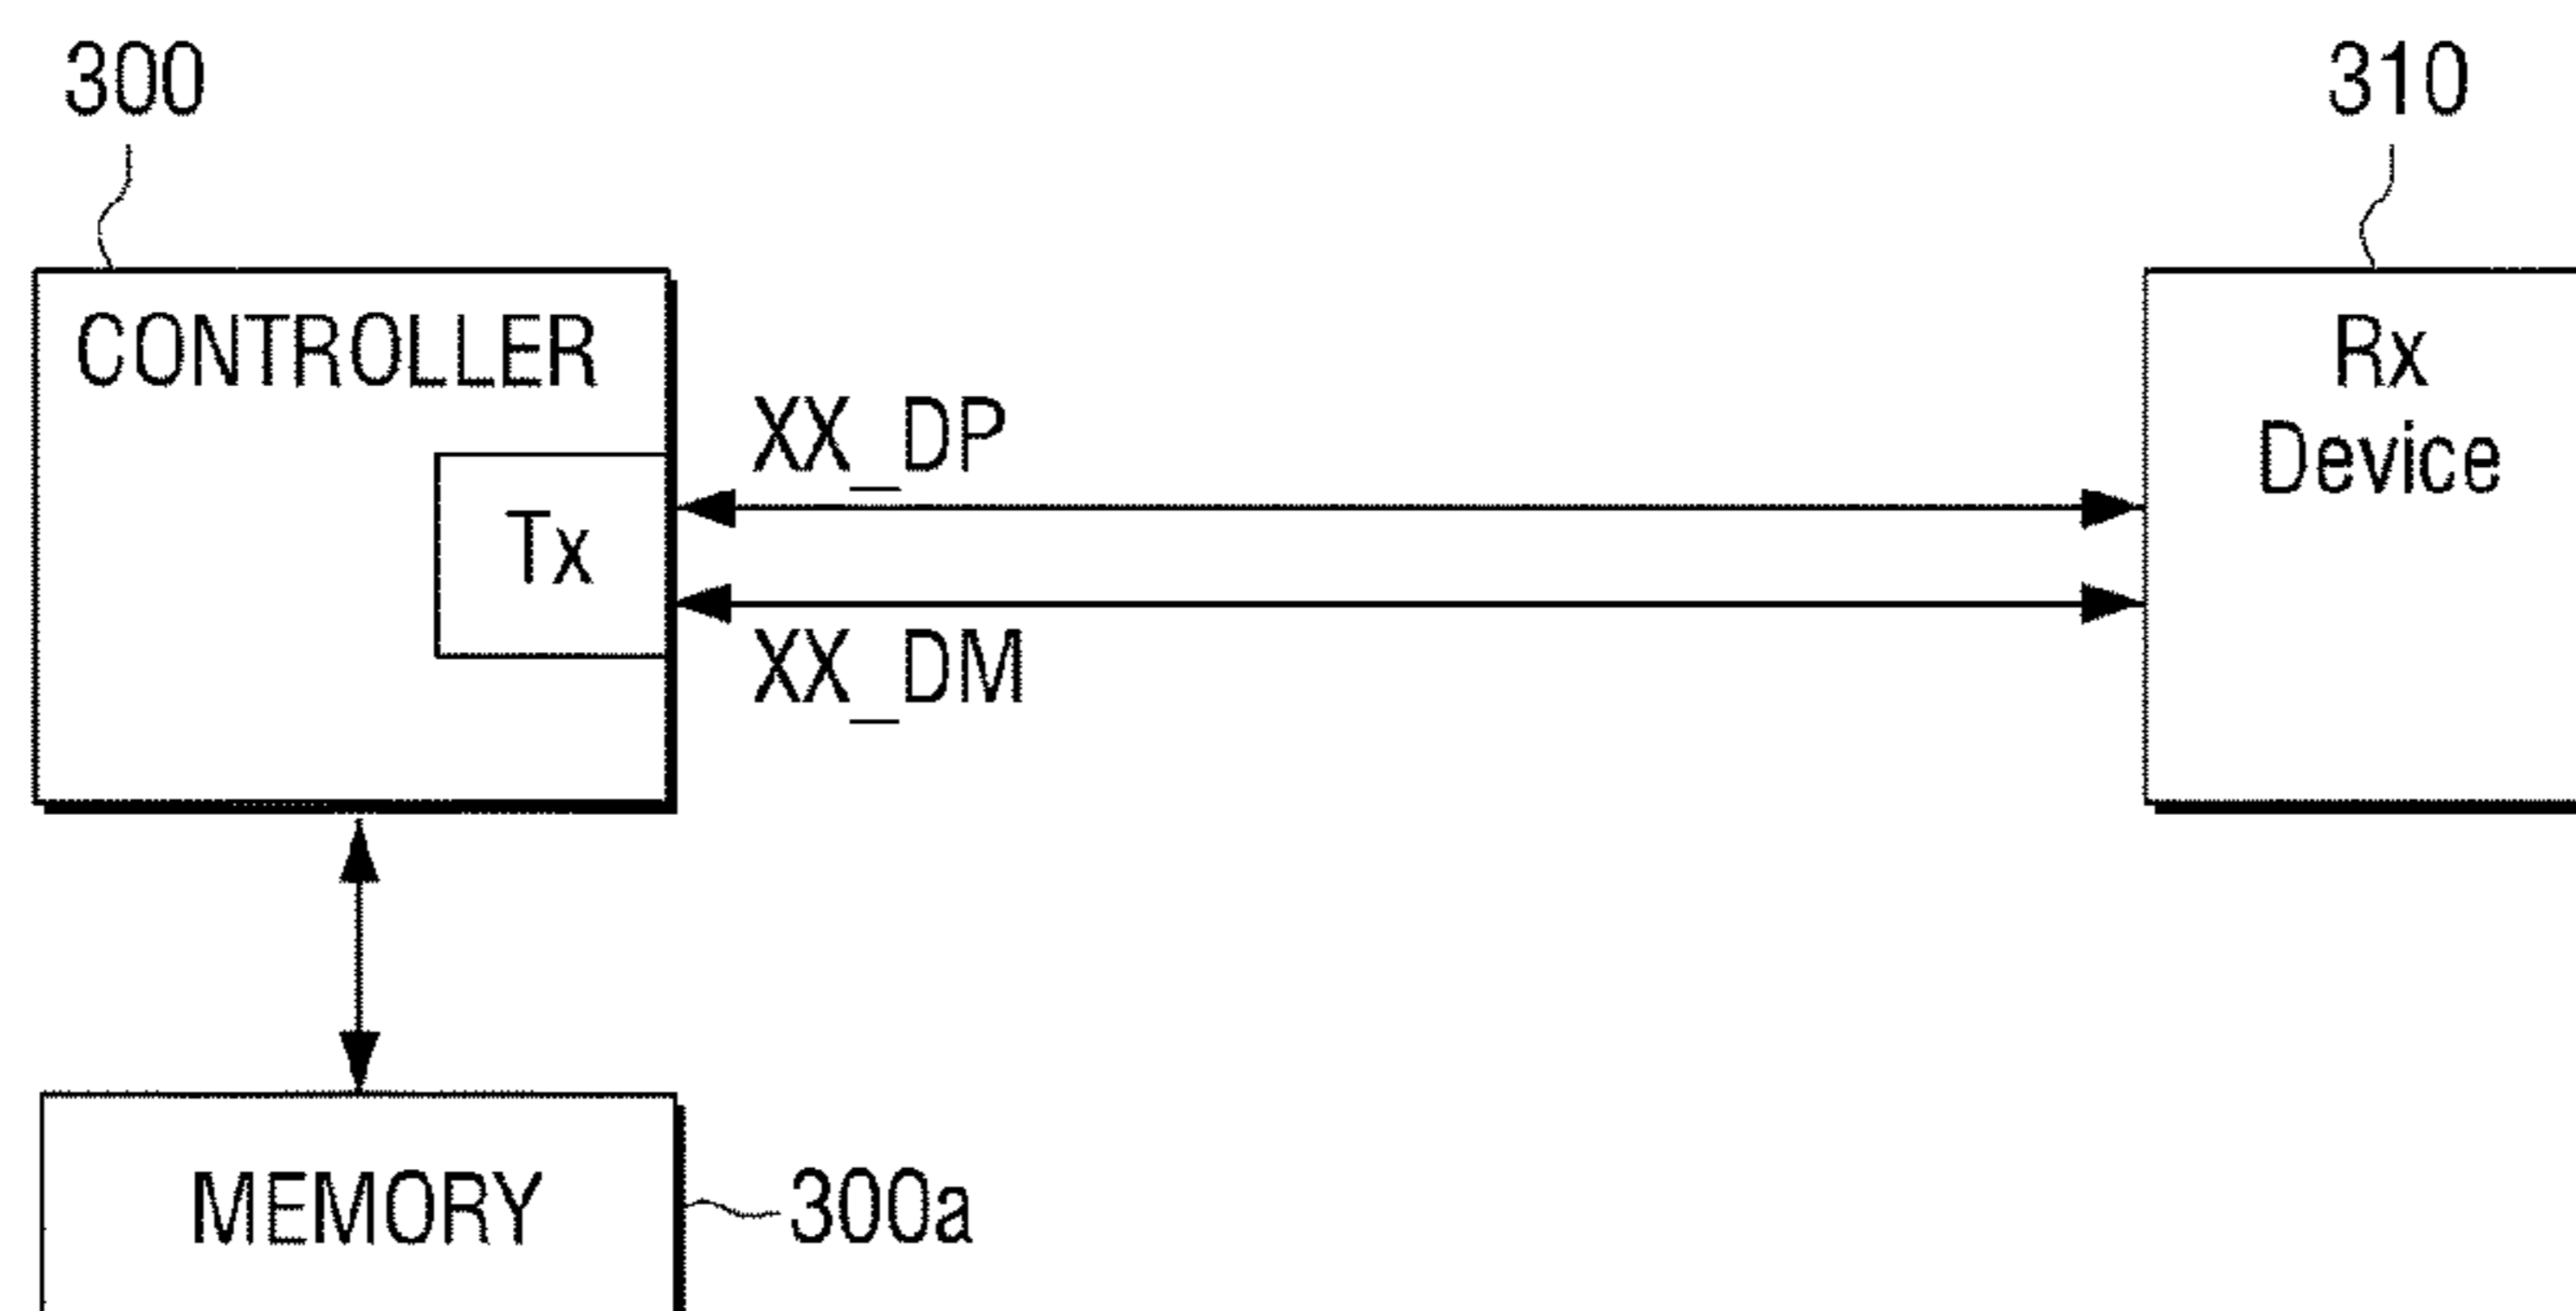 300
310
CONTROLLER
Rx
Device
XX_DP
Tx
XX_DM
MEMORY
300a